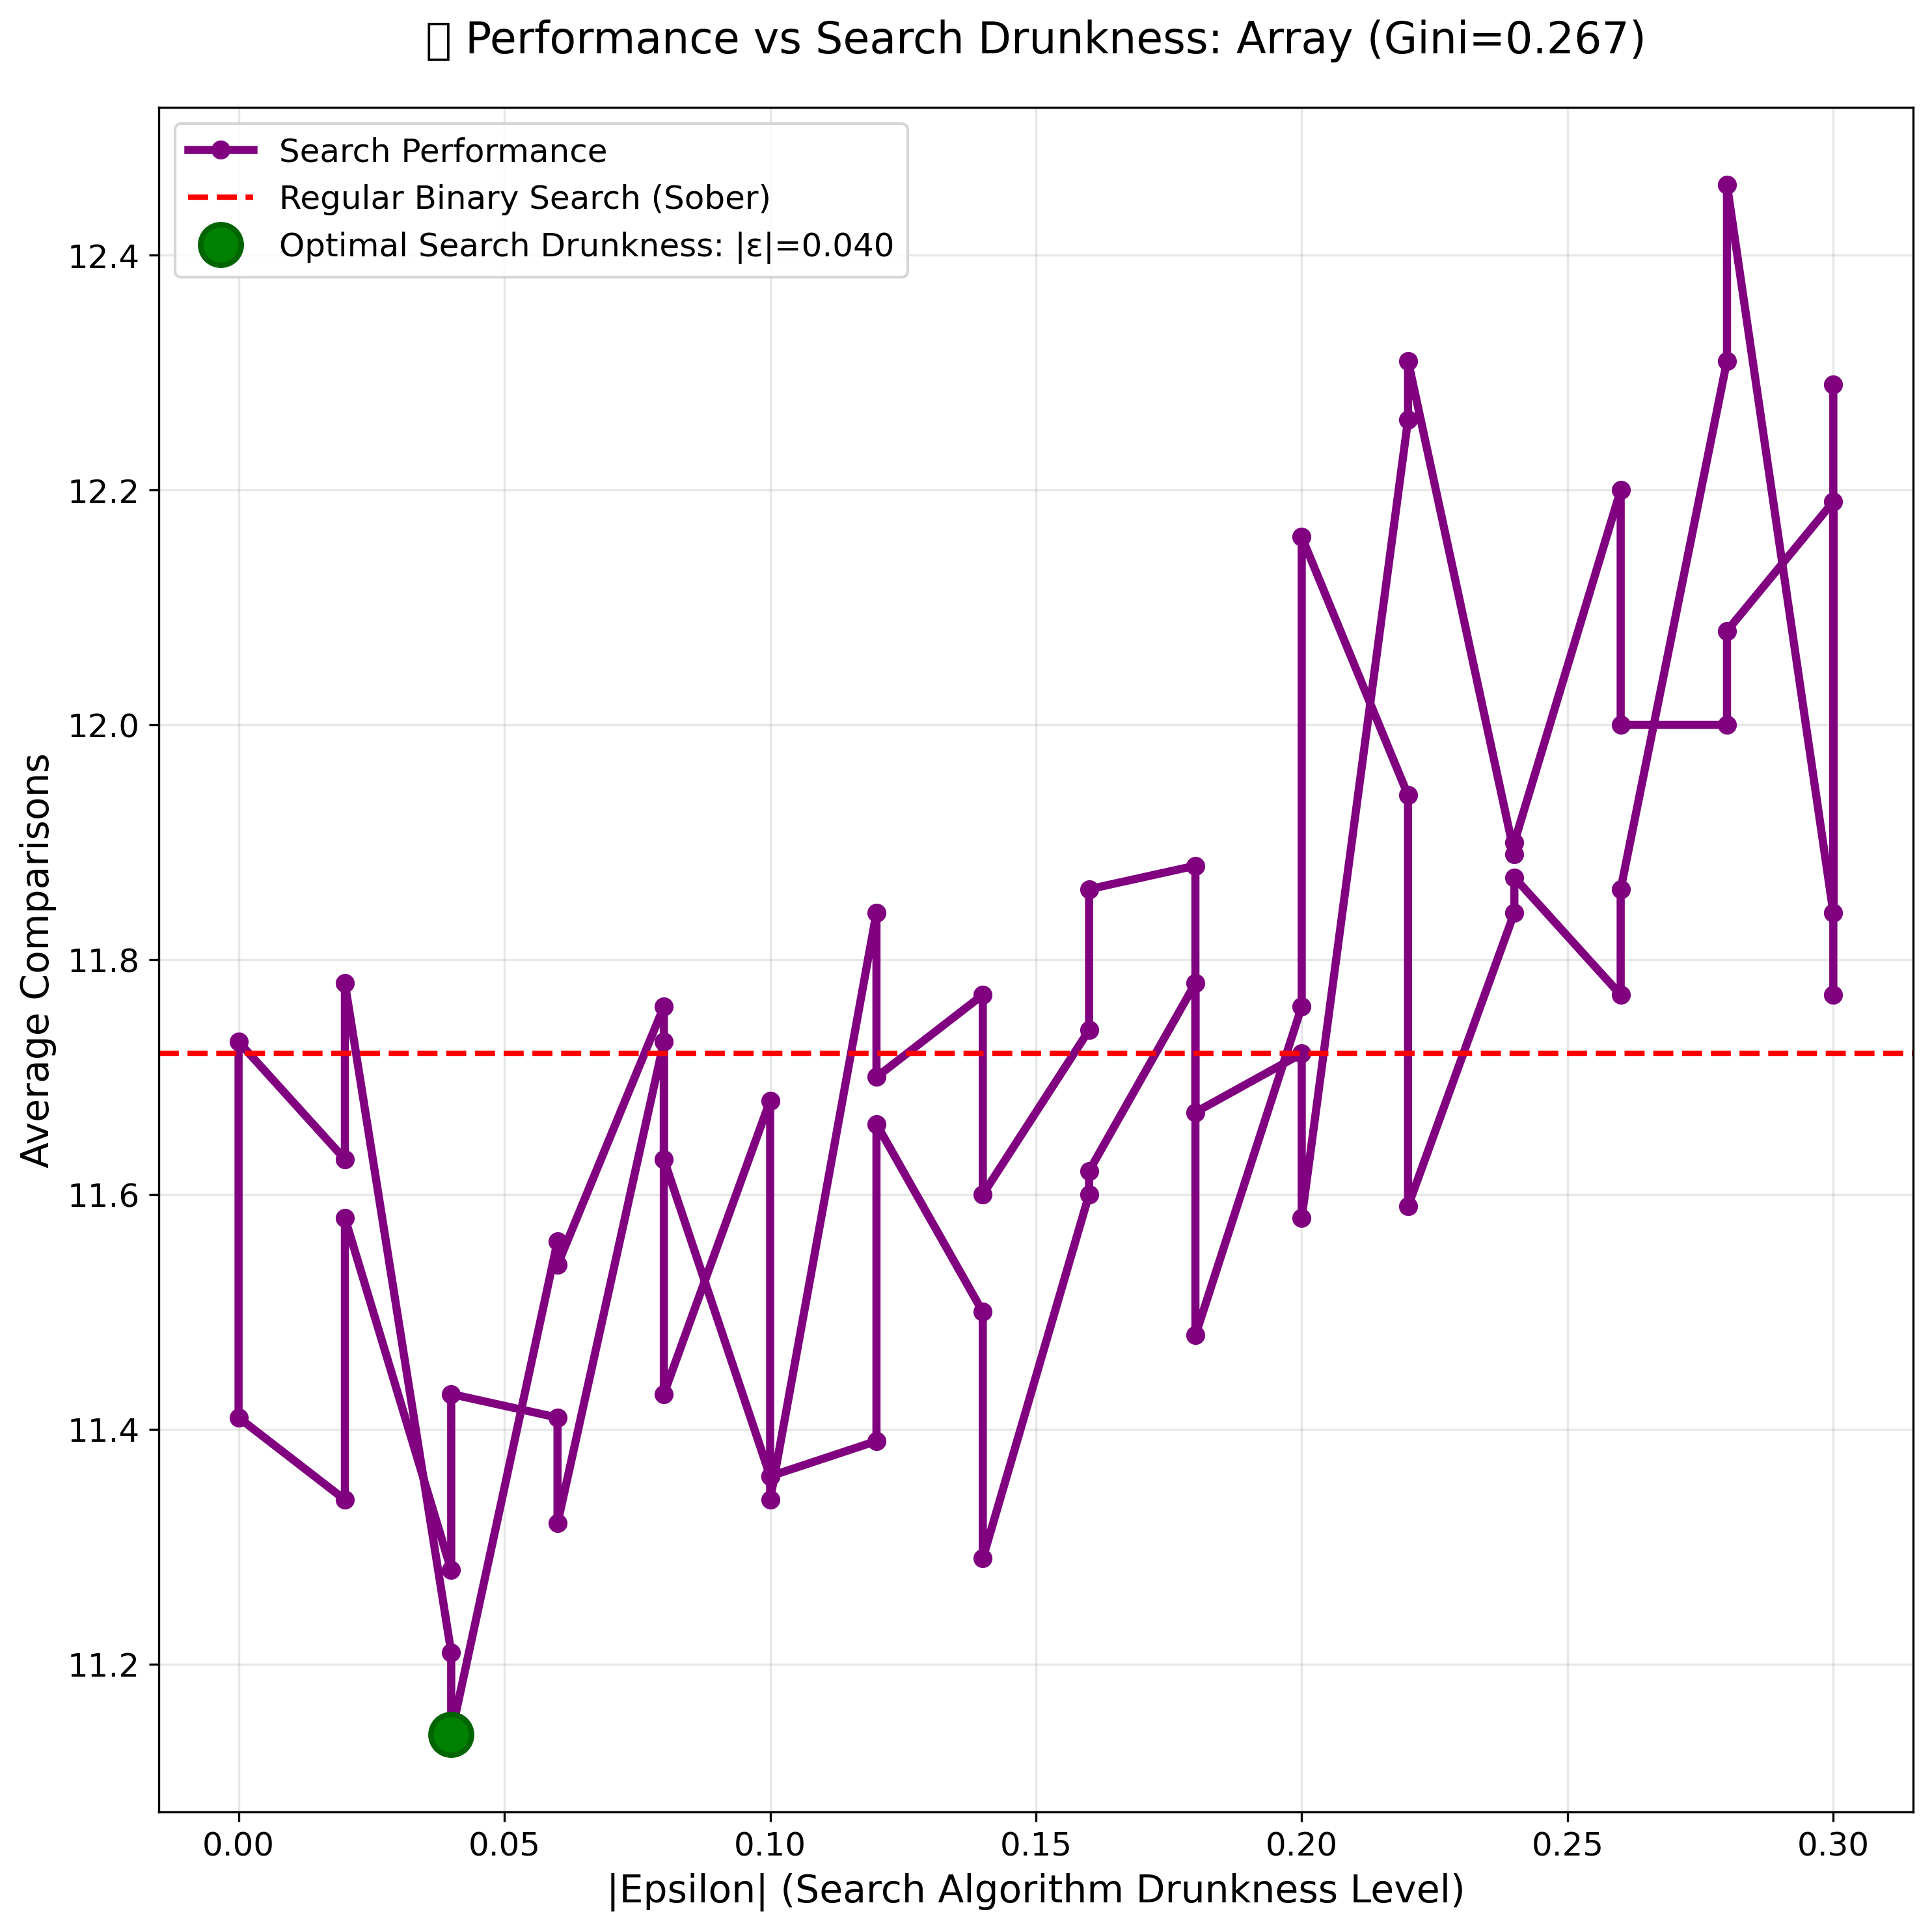 ▯ Performance vs Search Drunkness: Array (Gini=0.267)
Search Performance
Regular Binary Search (Sober)
Optimal Search Drunkness: |ε|=0.040
12.4
12.2
12.0
11.8
11.6
11.4
11.2
Average Comparisons
0.00 0.05 0.10 0.15 0.20 0.25 0.30
|Epsilon| (Search Algorithm Drunkness Level)